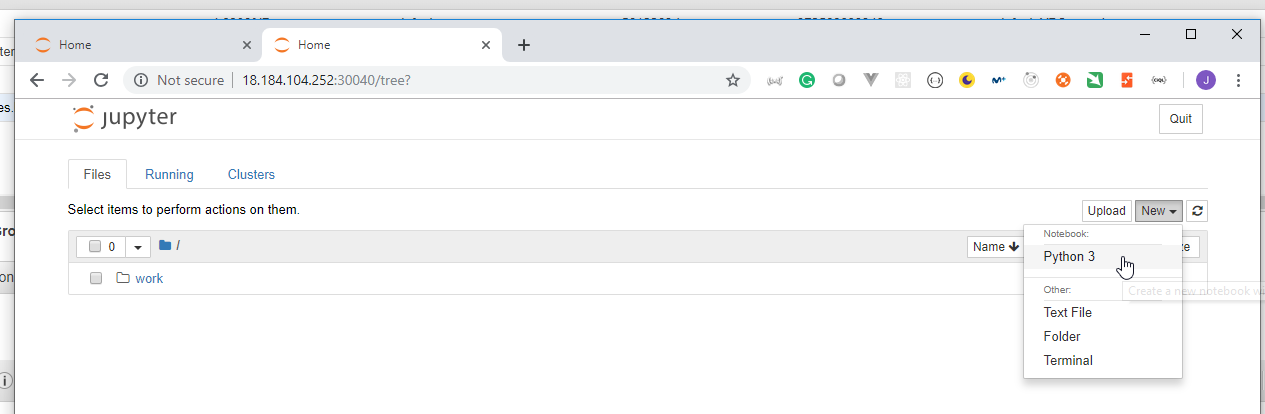 Home
Home
Not secure
18.184.104.252:30040/tree?
J
jupyter
Quit
Files
Running
Clusters
Select items to perform actions on them.
Upload
New
0
/
Name
Notebook:
Python 3
work
Create a new notebook
Other:
Text File
Folder
Terminal